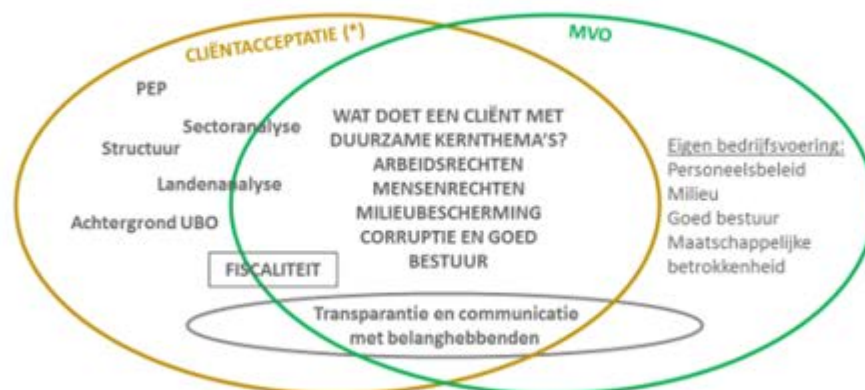 CLIËNTACCEPTATIE (*)
MVO
PEP
Sectoranalyse
Structuur
Landenanalyse
Achtergrond UBO
FISCALITEIT
WAT DOET EEN CLIËNT MET
DUURZAME KERNTHEMA'S?
ARBEIDSRECHTEN
MENSENRECHTEN
MILIEUBESCHERMING
CORRUPTIE EN GOED
BESTUUR
Eigen bedrijfsvoering:
Personeelsbeleid
Milieu
Goed bestuur
Maatschappelijke
betrokkenheid
Transparantie en communicatie
met belanghebbenden